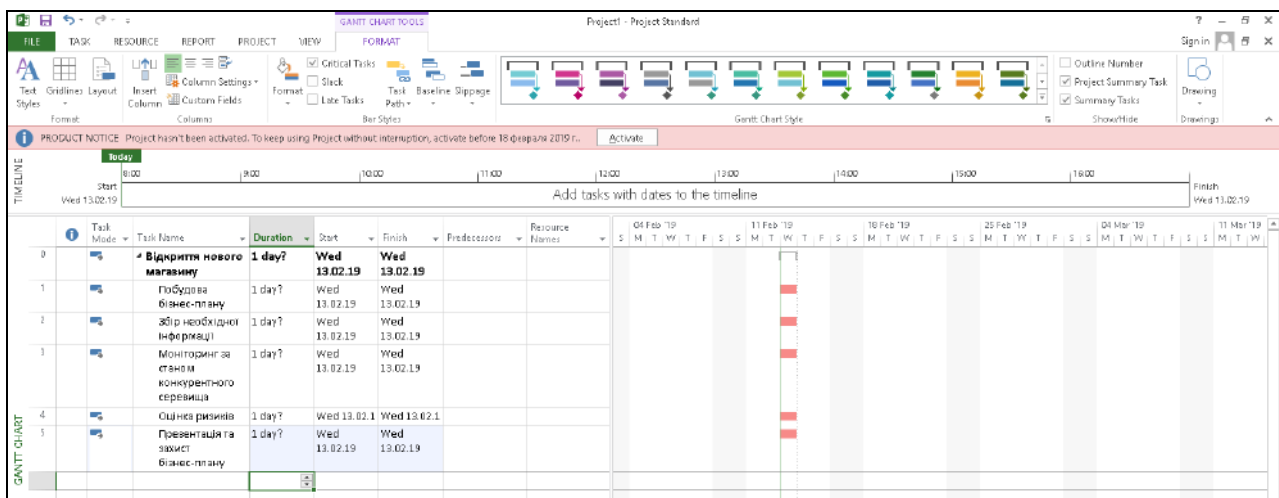 GANTT CHART TOOLS
Project1 - Project Standard
FILE TASK RESOURCE REPORT PROJECT VIEW FORMAT
Sign in
Text Styles
Gridlines
Layout
Format
Insert Column
Column Settings
Custom Fields
Columns
Format
Critical Tasks
Slack
Late Tasks
Task Path
Baseline
Slippage
Bar Styles
Gantt Chart Style
Outline Number
Project Summary Task
Summary Tasks
Show/Hide
Drawing
Drawings
PRODUCT NOTICE Project hasn't been activated. To keep using Project without interruption, activate before 18 февраля 2019 г..
Activate
TIMELINE
Today
8:00 9:00 10:00 11:00 12:00 13:00 14:00 15:00 16:00
Start
Wed 13.02.19
Add tasks with dates to the timeline
Finish
Wed 13.02.19
Task Mode
Task Name
Duration
Start
Finish
Predecessors
Resource Names
04 Feb '19 11 Feb '19 18 Feb '19 25 Feb '19 04 Mar '19 11 Mar '19
S M T W T F S S M T W T F S S M T W T F S S M T W T F S S M T W T F S S M T W
0 Відкриття нового 1 day? Wed Wed
магазину 13.02.19 13.02.19
1 Побудова 1 day? Wed Wed
бізнес-плану 13.02.19 13.02.19
2 Збір необхідної 1 day? Wed Wed
інформації 13.02.19 13.02.19
3 Моніторинг за 1 day? Wed Wed
станом 13.02.19 13.02.19
конкурентного
серевища
4 Оцінка ризиків 1 day? Wed 13.02.1 Wed 13.02.1
5 Презентація та 1 day? Wed Wed
захист 13.02.19 13.02.19
бізнес-плану
GANTT CHART